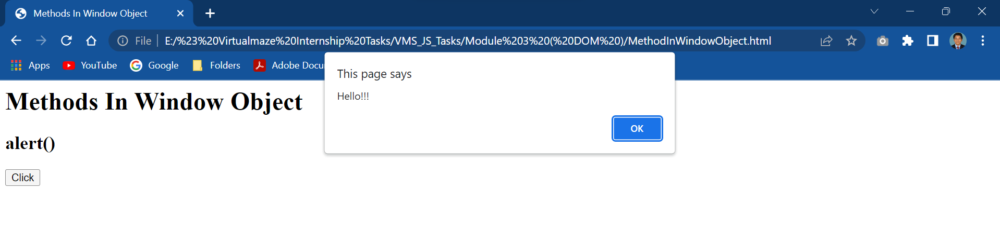 Methods In Window Object
File E:/%23%20Virtualmaze%20Internship%20Tasks/VMS_JS_Tasks/Module%203%20(%20DOM%20)/MethodInWindowObject.html
Apps YouTube Google Folders Adobe
This page says
Hello!!!
OK
Methods In Window Object
alert()
Click